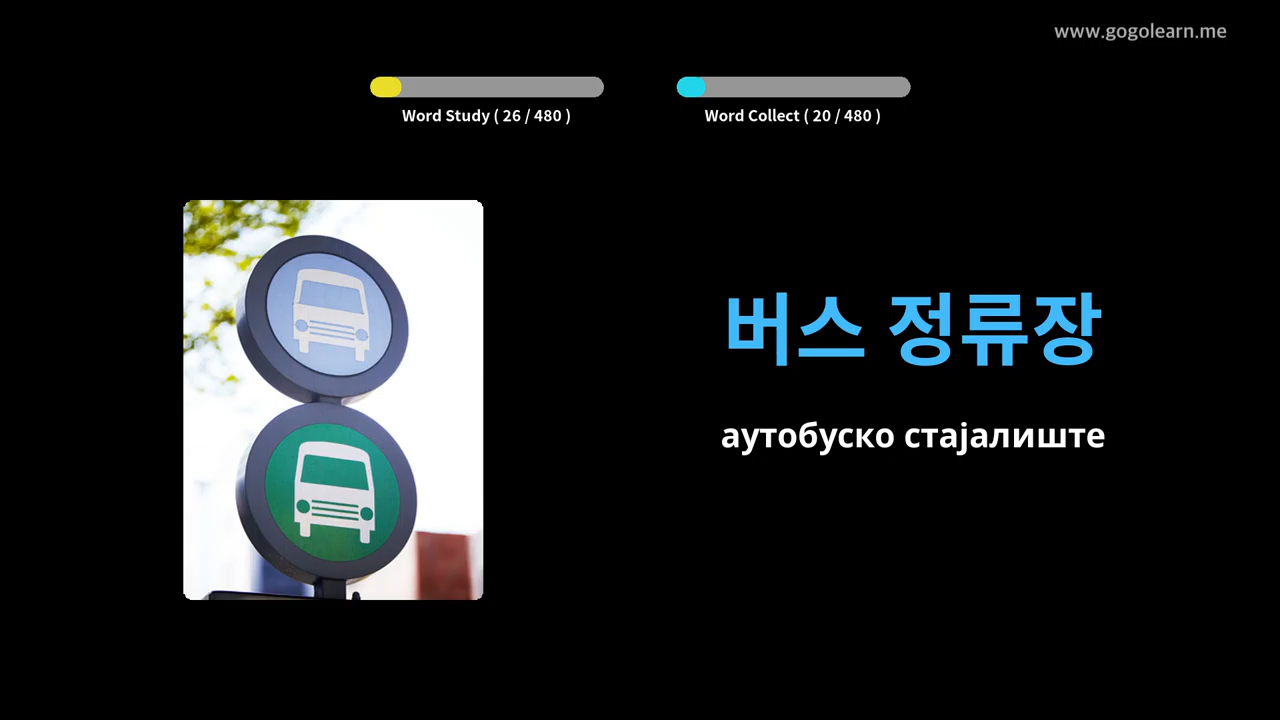 www.gogolearn.me
Word Study ( 26 / 480 )
Word Collect ( 20 / 480 )
버스 정류장
аутобуско стајалиште